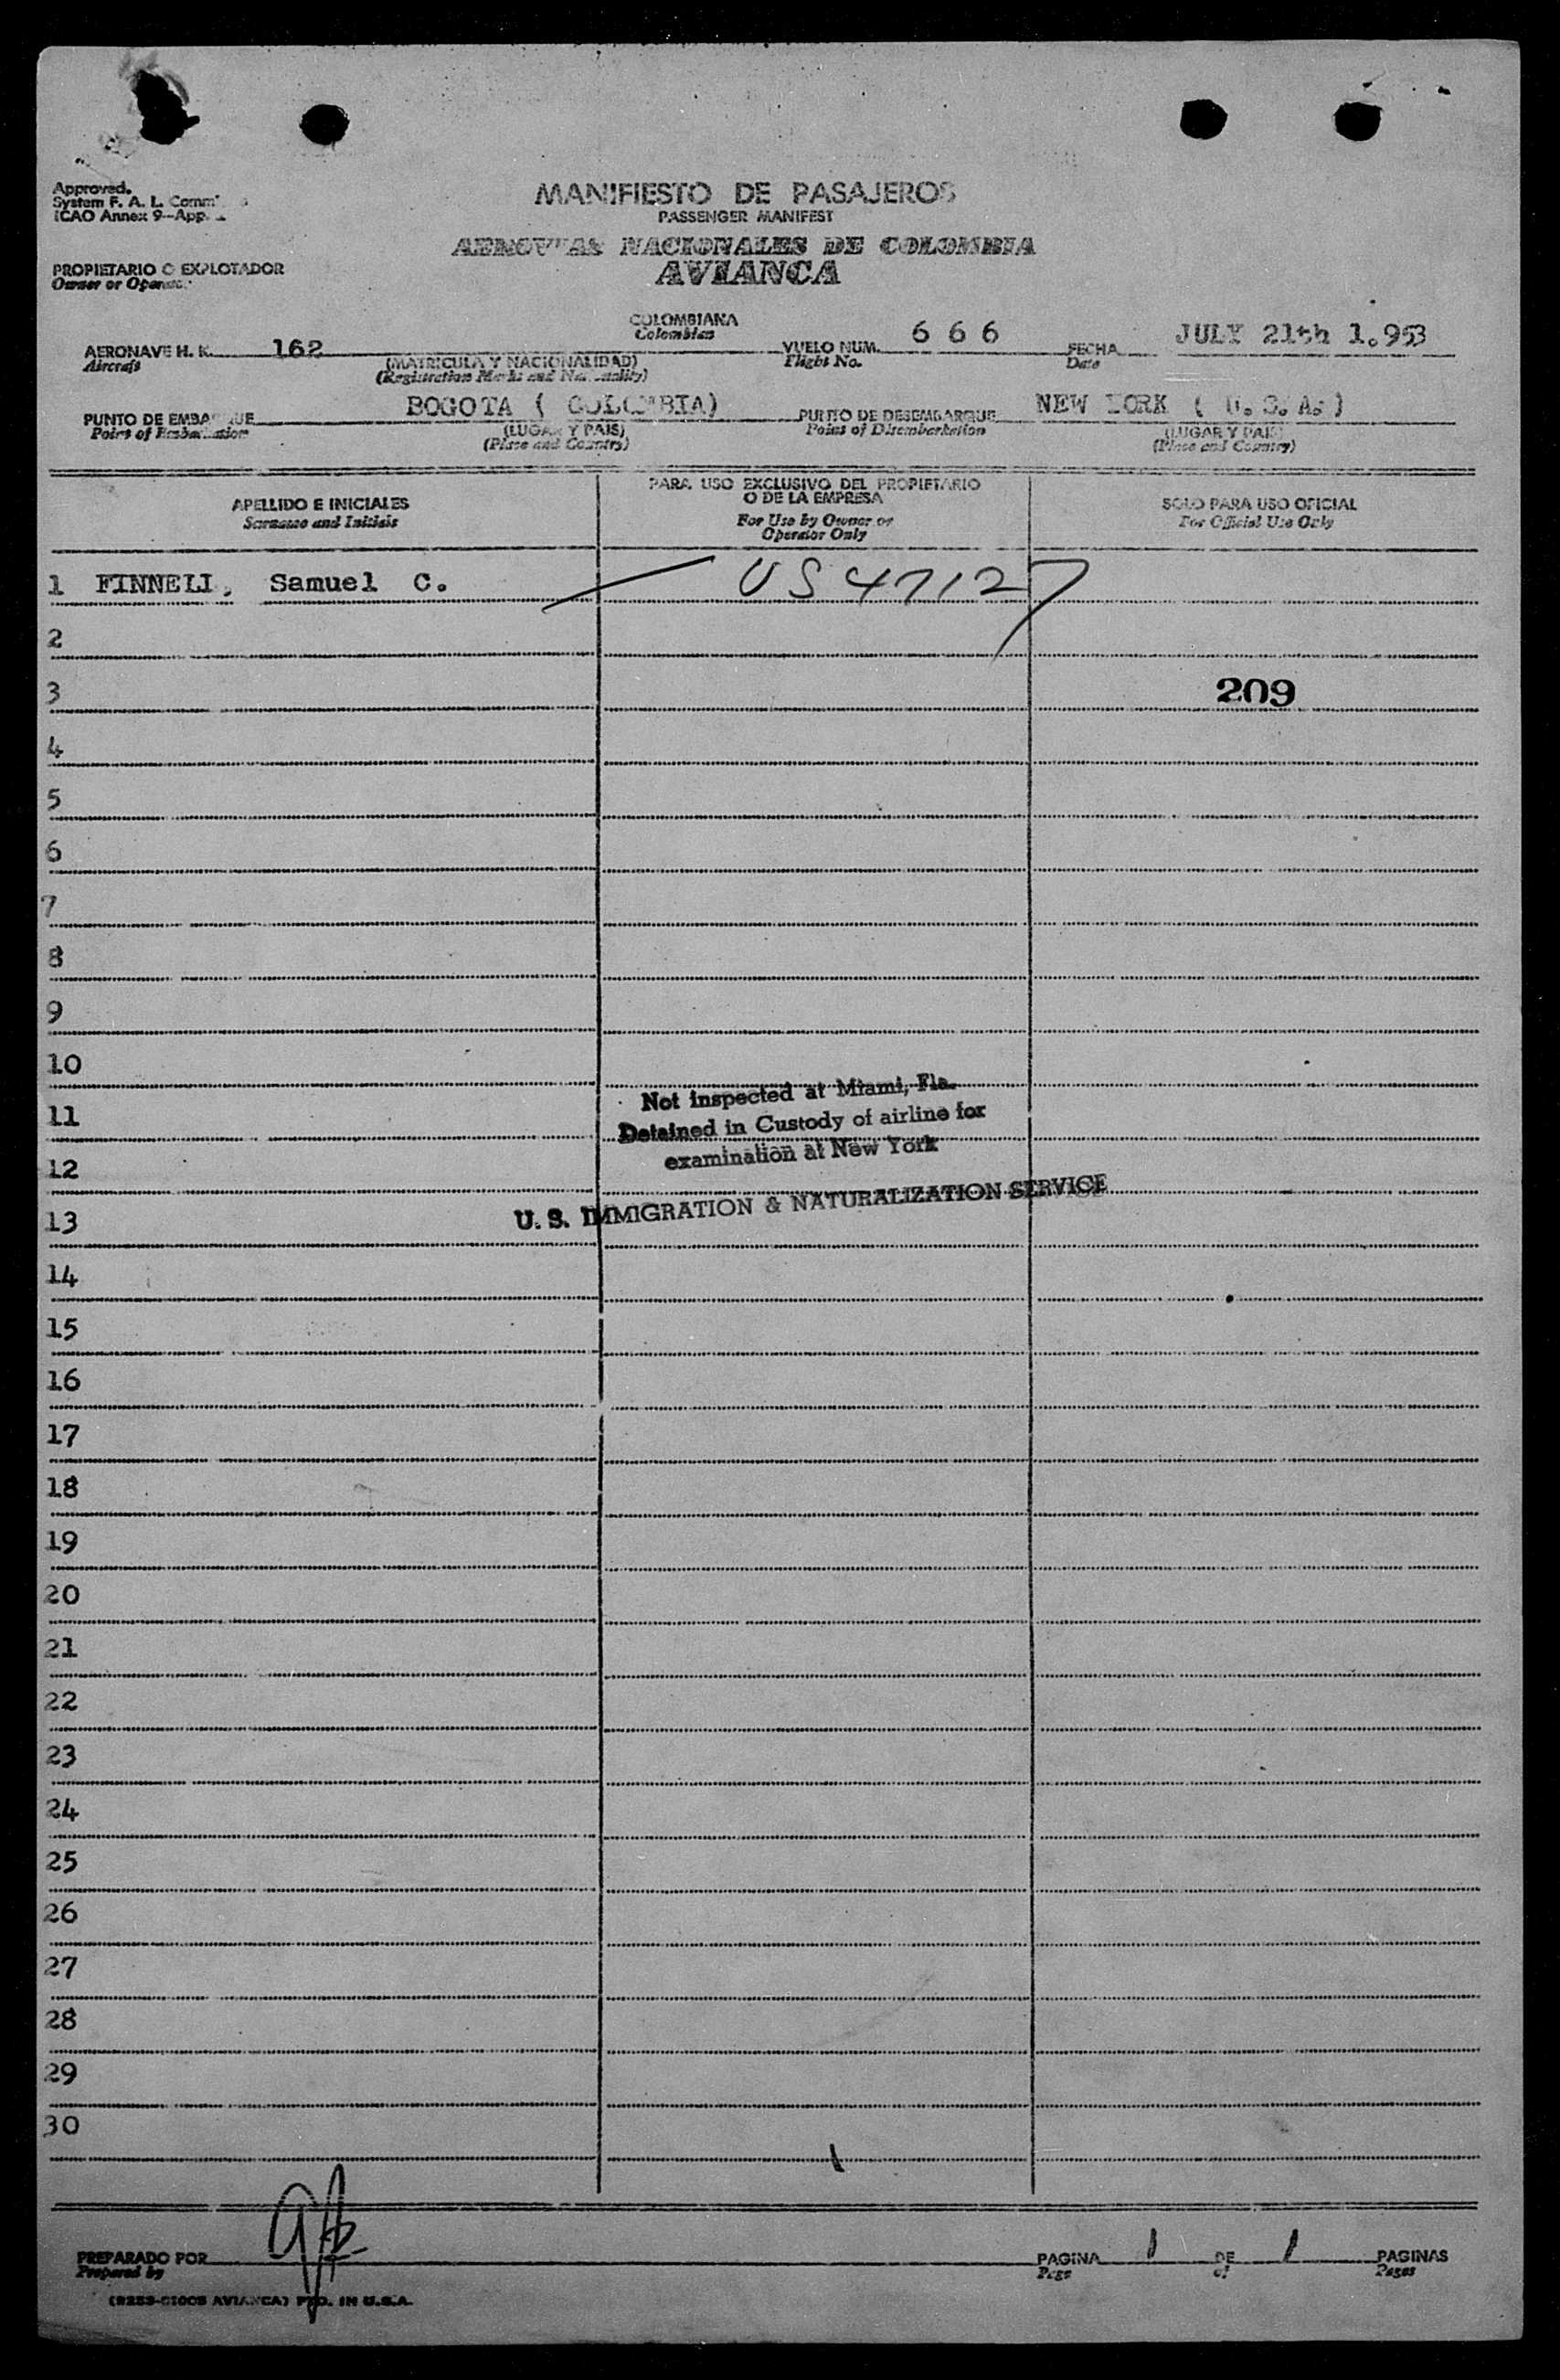 Approved.
System F. A. L.
ICAO Annex 9-App.
MANIFIESTO DE PASAJEROS
PASSENGER MANIFEST
AEROVIAS NACIONALES DE COLOMBIA
AVIANCA
PROPIETARIO O EXPLOTADOR
Owner or Operator
COLOMBIANA
Colombian
AERONAVE H. K. 162 VUELO NUM. 6 6 6 FECHA JULY 21th 1.953
Aircraft (MATRICULA Y NACIONALIDAD) Flight No. Date
(Registration Marks and Nationality)
PUNTO DE EMBARQUE BOGOTA ( COLOMBIA) PUNTO DE DESEMBARQUE NEW YORK ( U.S.A.)
Point of Embarkation (LUGAR Y PAIS) Point of Disembarkation (LUGAR Y PAIS)
(Place and Country) (Place and Country)
APELLIDO E INICIALES
Surname and Initials
PARA USO EXCLUSIVO DEL PROPIETARIO
O DE LA EMPRESA
For Use by Owner or
Operator Only
SOLO PARA USO OFICIAL
For Official Use Only
1 FINNELL, Samuel C. US 47127
2
3 209
4
5
6
7
8
9
10
Not inspected at Miami, Fla.
11
Detained in Custody of airline for
examination at New York
12
U. S. IMMIGRATION & NATURALIZATION SERVICE
13
14
15
16
17
18
19
20
21
22
23
24
25
26
27
28
29
30
PREPARADO POR PAGINA 1 DE 1 PAGINAS
Prepared by Page of Pages
AVIANCA) PTD. IN U.S.A.